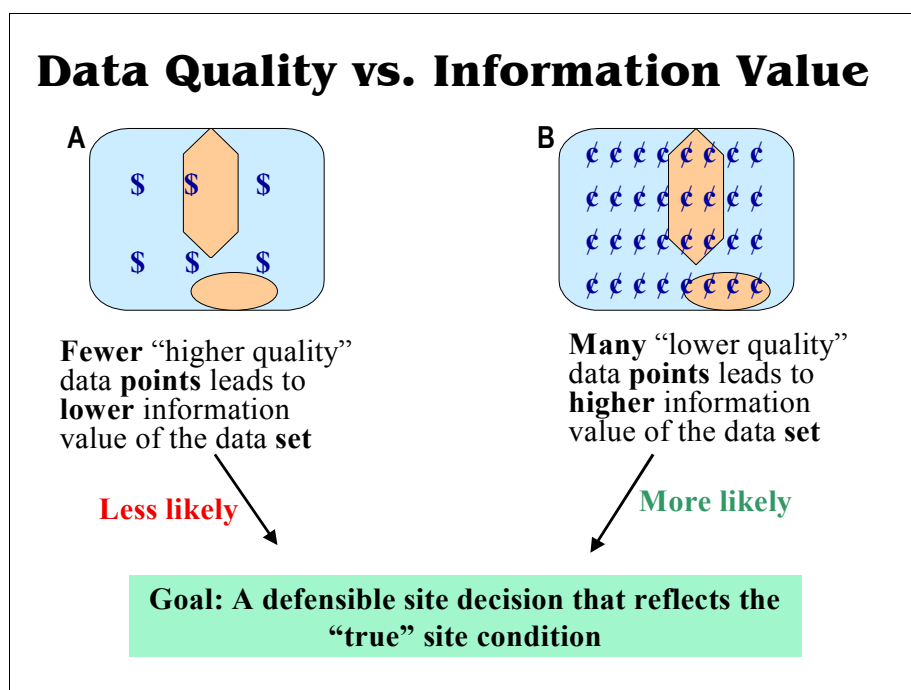 Data Quality vs. Information Value
A
B
$ $ $
$ $ $
¢ ¢ ¢ ¢ ¢ ¢ ¢ ¢
¢ ¢ ¢ ¢ ¢ ¢ ¢ ¢
¢ ¢ ¢ ¢ ¢ ¢ ¢ ¢
¢ ¢ ¢ ¢ ¢ ¢ ¢ ¢
Fewer “higher quality”
data points leads to
lower information
value of the data set
Many “lower quality”
data points leads to
higher information
value of the data set
Less likely
More likely
Goal: A defensible site decision that reflects the
“true” site condition